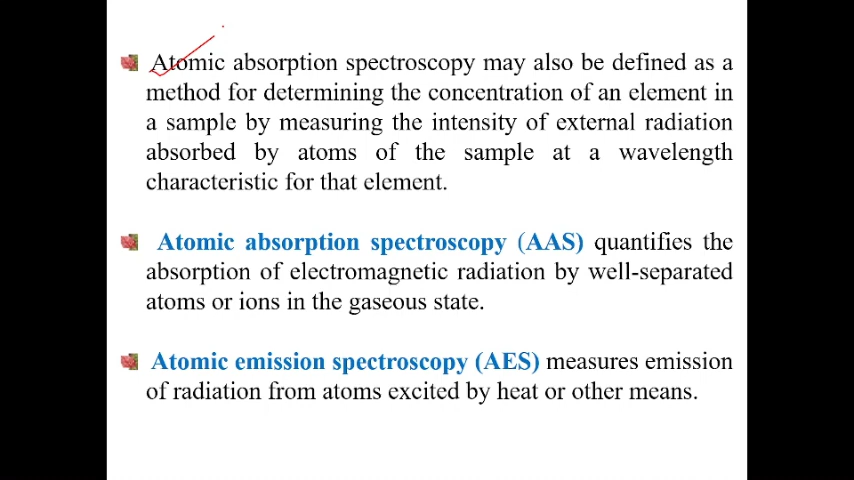 Atomic absorption spectroscopy may also be defined as a
method for determining the concentration of an element in
a sample by measuring the intensity of external radiation
absorbed by atoms of the sample at a wavelength
characteristic for that element.
Atomic absorption spectroscopy (AAS) quantifies the
absorption of electromagnetic radiation by well-separated
atoms or ions in the gaseous state.
Atomic emission spectroscopy (AES) measures emission
of radiation from atoms excited by heat or other means.